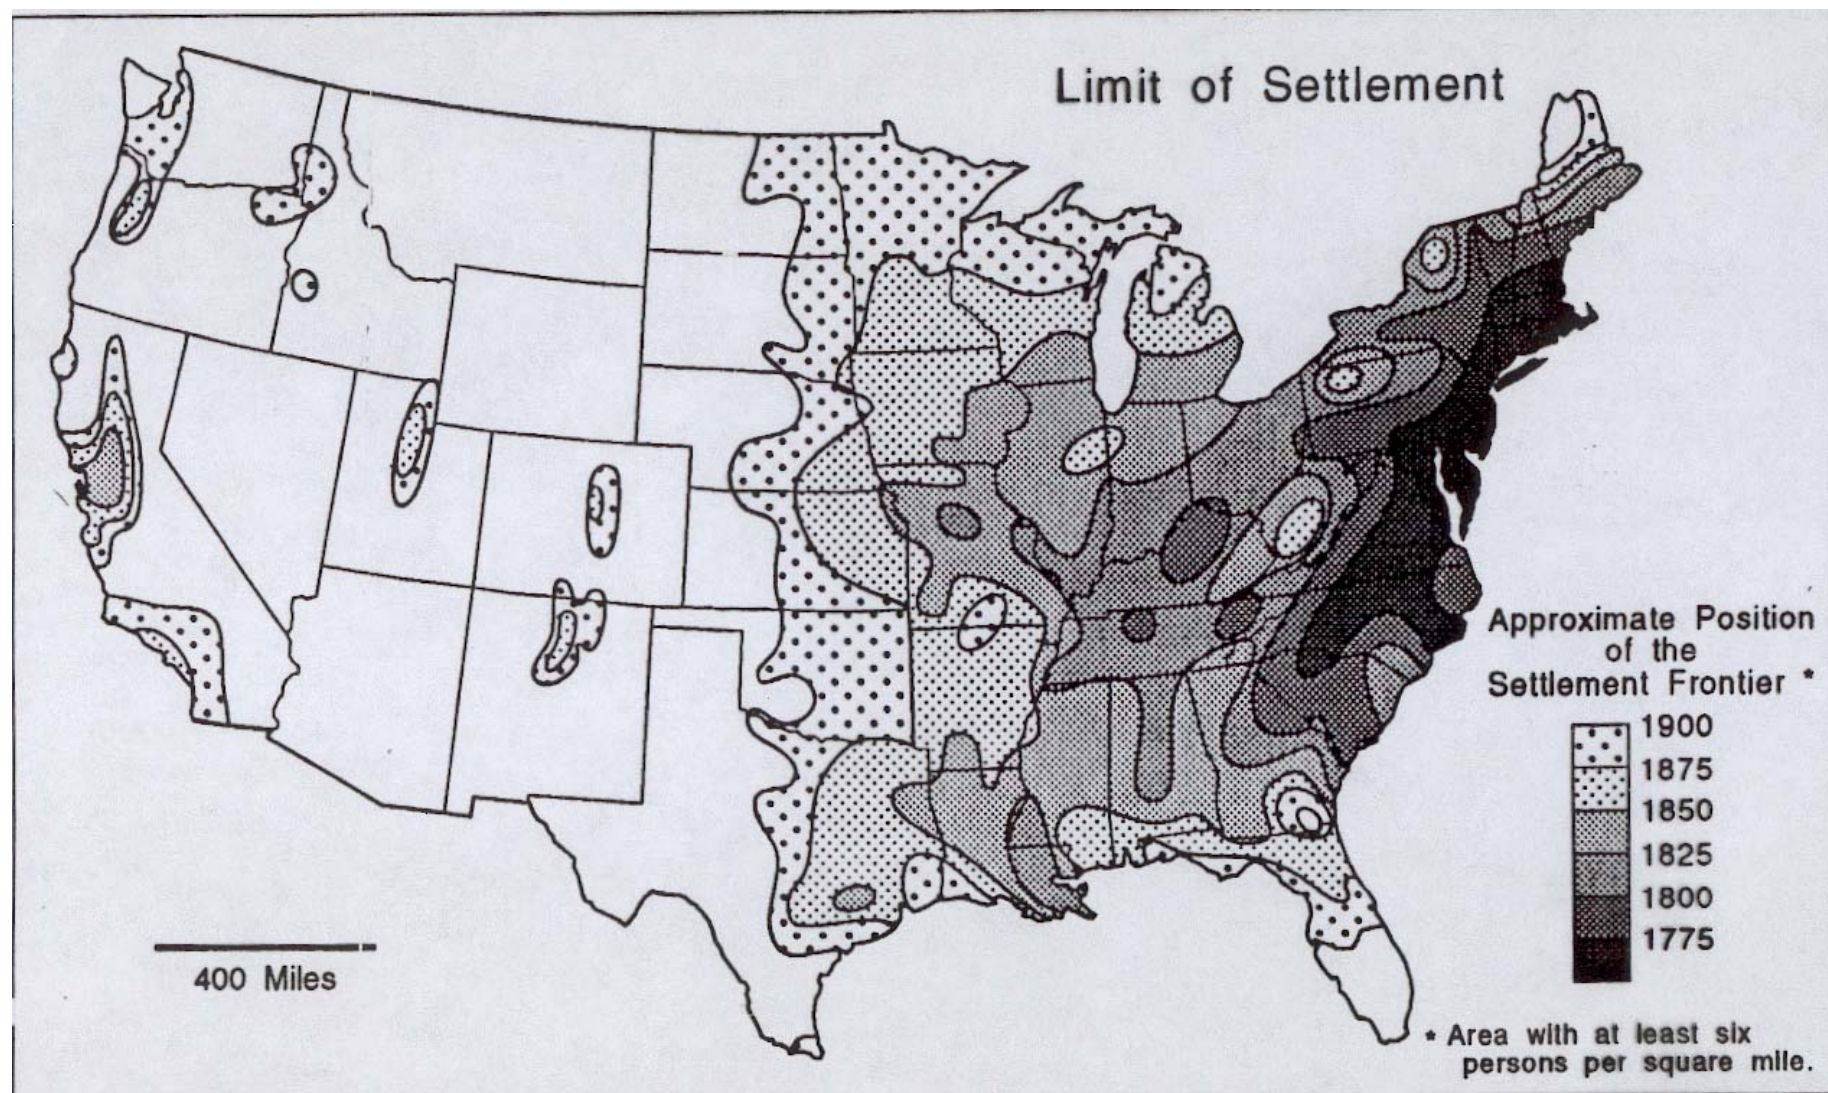 Limit of Settlement
Approximate Position
of the
Settlement Frontier *
1900
1875
1850
1825
1800
1775
400 Miles
* Area with at least six
persons per square mile.